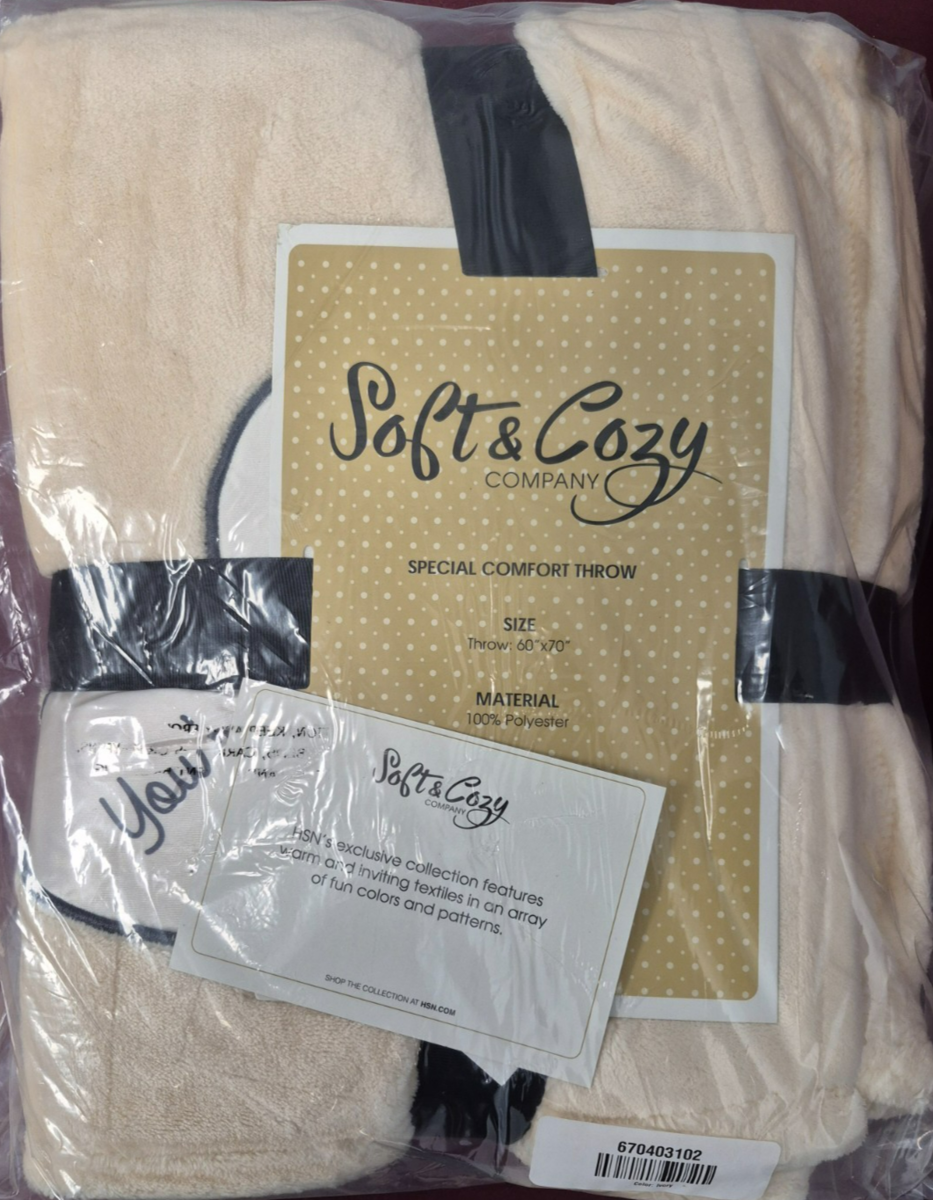 Soft & Cozy
COMPANY
SPECIAL COMFORT THROW
SIZE
Throw: 60"x70"
MATERIAL
100% Polyester
You
Soft & Cozy
COMPANY
HSN's exclusive collection features
warm and inviting textiles in an array
of fun colors and patterns.
SHOP THE COLLECTION AT HSN.COM
670403102